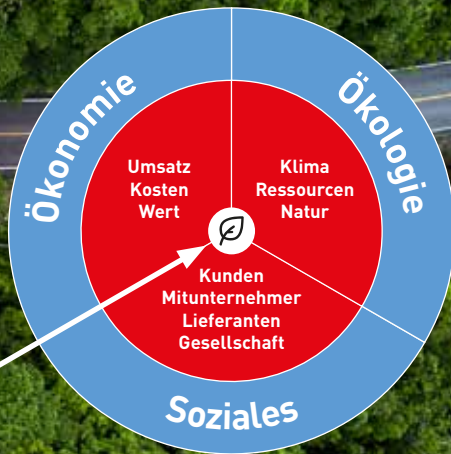 Ökonomie
Ökologie
Umsatz
Kosten
Wert
Klima
Ressourcen
Natur
Kunden
Mitunternehmer
Lieferanten
Gesellschaft
Soziales